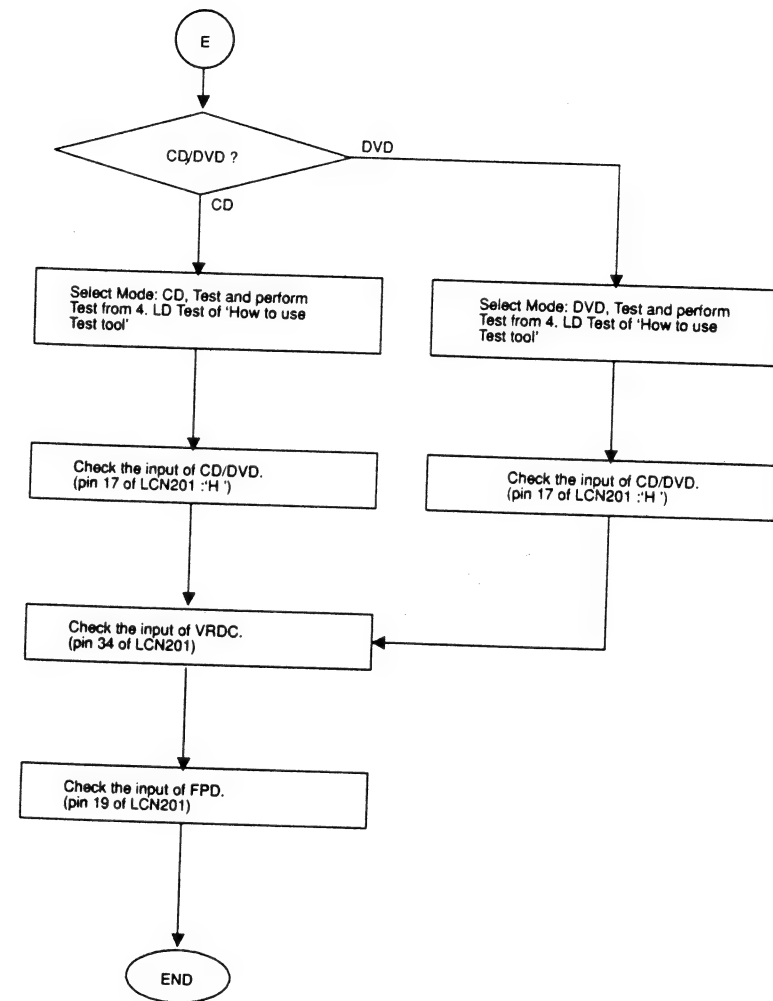 E
CD/DVD ?
DVD
CD
Select Mode: CD, Test and perform
Test from 4. LD Test of 'How to use
Test tool'
Select Mode: DVD, Test and perform
Test from 4. LD Test of 'How to use
Test tool'
Check the input of CD/DVD.
(pin 17 of LCN201 :'H ')
Check the input of CD/DVD.
(pin 17 of LCN201 :'H ')
Check the input of VRDC.
(pin 34 of LCN201)
Check the input of FPD.
(pin 19 of LCN201)
END